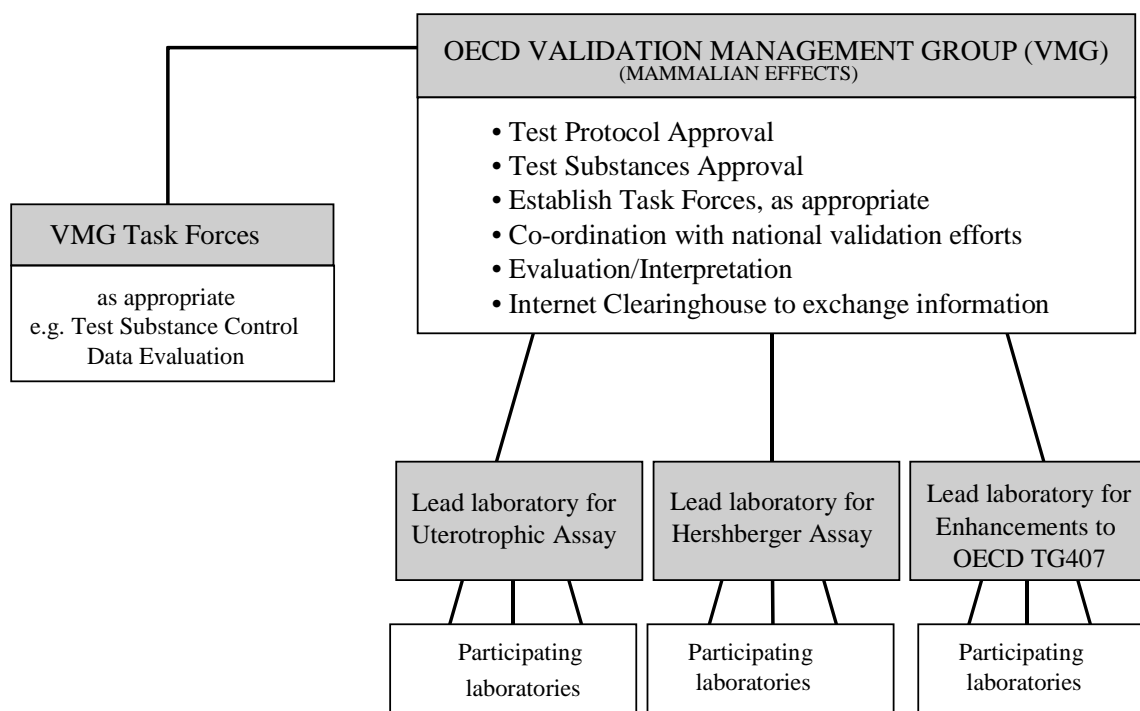 OECD VALIDATION MANAGEMENT GROUP (VMG)
(MAMMALIAN EFFECTS)
• Test Protocol Approval
• Test Substances Approval
• Establish Task Forces, as appropriate
• Co-ordination with national validation efforts
• Evaluation/Interpretation
• Internet Clearinghouse to exchange information
VMG Task Forces
as appropriate
e.g. Test Substance Control
Data Evaluation
Lead laboratory for
Uterotrophic Assay
Lead laboratory for
Hershberger Assay
Lead laboratory for
Enhancements to
OECD TG407
Participating
laboratories
Participating
laboratories
Participating
laboratories